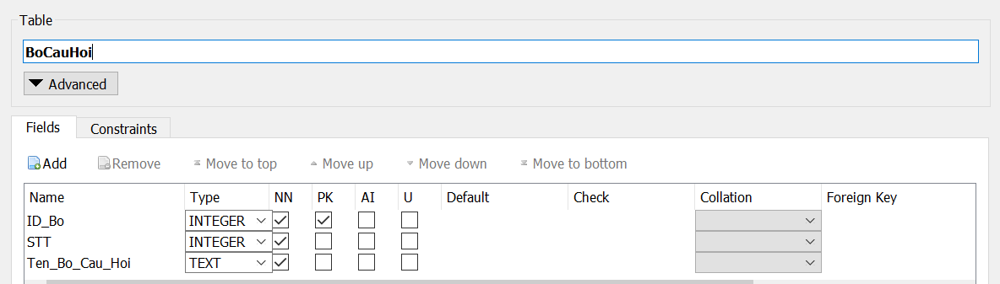 Table
BoCauHoi
Advanced
Fields Constraints
Add Remove Move to top Move up Move down Move to bottom
Name Type NN PK AI U Default Check Collation Foreign Key
ID_Bo INTEGER
STT INTEGER
Ten_Bo_Cau_Hoi TEXT